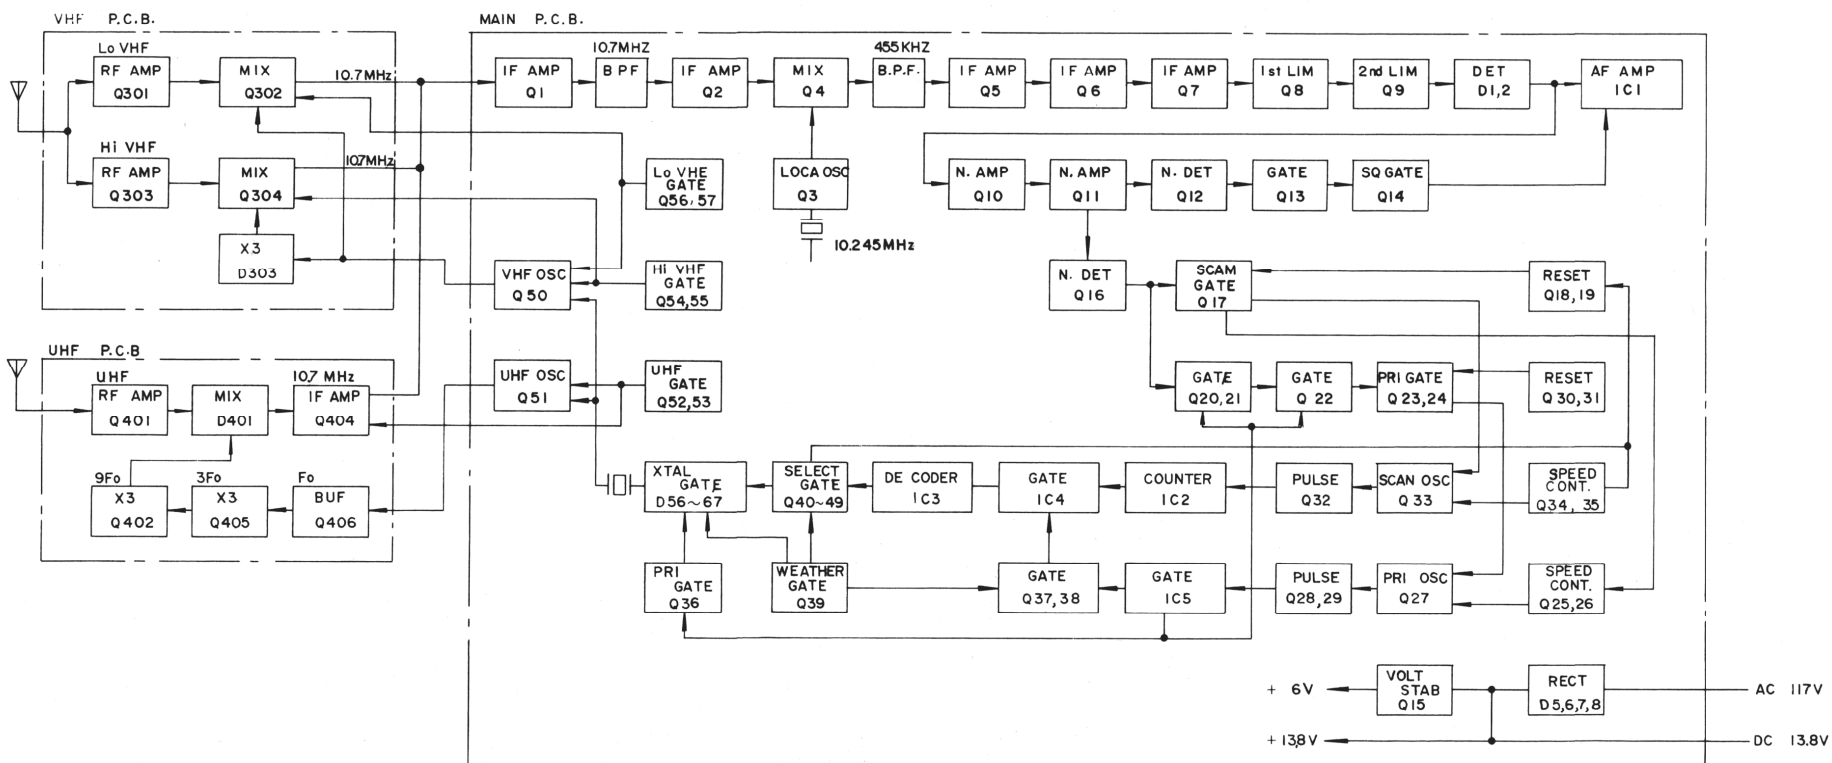 VHF P.C.B.
MAIN P.C.B.
Lo VHF
RF AMP
Q301
MIX
Q302
10.7MHz
Hi VHF
RF AMP
Q303
MIX
Q304
10.7MHz
X3
D303
UHF P.C.B
UHF
RF AMP
Q401
MIX
D401
10.7 MHz
IF AMP
Q404
9Fo
X3
Q402
3Fo
X3
Q405
Fo
BUF
Q406
IF AMP
Q1
10.7MHZ
BPF
IF AMP
Q2
MIX
Q4
455KHZ
B.P.F.
IF AMP
Q5
IF AMP
Q6
IF AMP
Q7
1st LIM
Q8
2nd LIM
Q9
DET
D1,2
AF AMP
IC1
Lo VHE
GATE
Q56,57
LOCA OSC
Q3
10.245MHz
N. AMP
Q10
N. AMP
Q11
N. DET
Q12
GATE
Q13
SQ GATE
Q14
VHF OSC
Q50
Hi VHF
GATE
Q54,55
N. DET
Q16
SCAM
GATE
Q17
RESET
Q18,19
UHF OSC
Q51
UHF
GATE
Q52,53
GATE
Q20,21
GATE
Q22
PRI GATE
Q23,24
RESET
Q30,31
XTAL
GATE
D56~67
SELECT
GATE
Q40~49
DE CODER
IC3
GATE
IC4
COUNTER
IC2
PULSE
Q32
SCAN OSC
Q33
SPEED
CONT.
Q34, 35
PRI
GATE
Q36
WEATHER
GATE
Q39
GATE
Q37,38
GATE
IC5
PULSE
Q28,29
PRI OSC
Q27
SPEED
CONT.
Q25,26
+ 6V
VOLT
STAB
Q15
RECT
D5,6,7,8
AC 117V
+13.8V
DC 13.8V